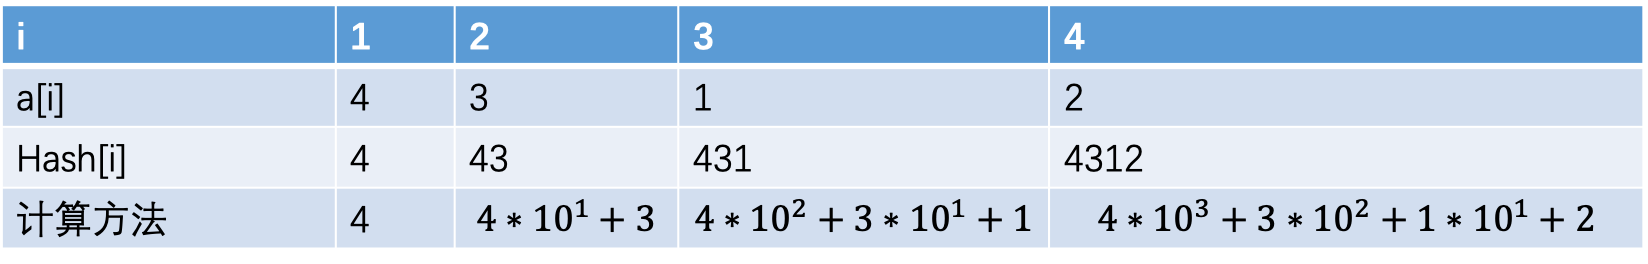 i 1 2 3 4
a[i] 4 3 1 2
Hash[i] 4 43 431 4312
计算方法 4 4 ∗ 10¹ + 3 4 ∗ 10² + 3 ∗ 10¹ + 1 4 ∗ 10³ + 3 ∗ 10² + 1 ∗ 10¹ + 2